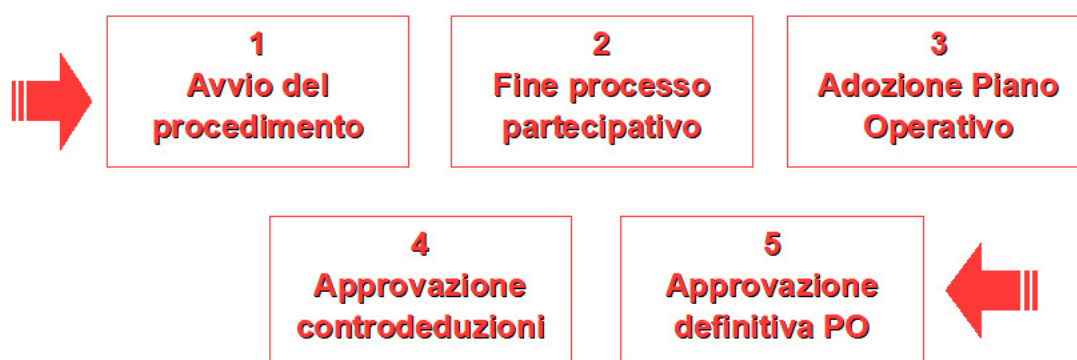 1
Avvio del
procedimento
2
Fine processo
partecipativo
3
Adozione Piano
Operativo
4
Approvazione
controdeduzioni
5
Approvazione
definitiva PO